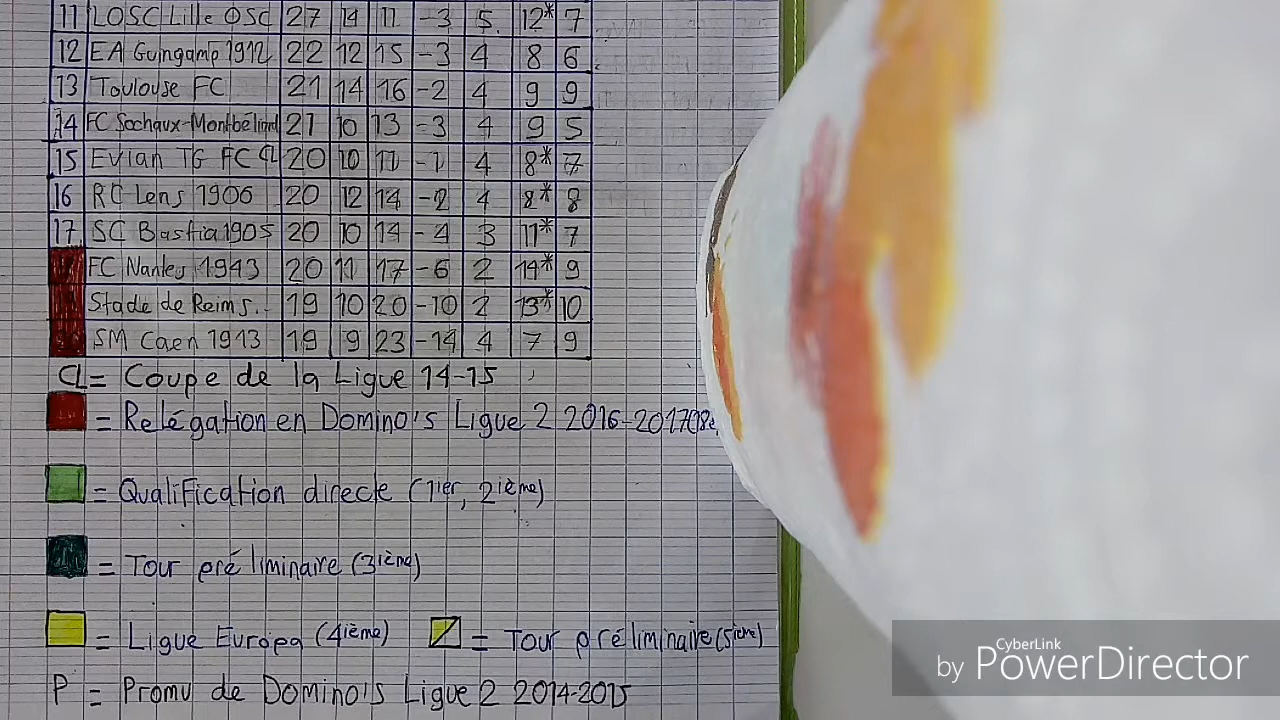 11 LOSC Lille OSC 27 14 11 -3 5 12* 7
12 EA Guingamp 1912 22 12 15 -3 4 8 6
13 Toulouse FC 21 14 16 -2 4 9 9
14 FC Sochaux-Montbéliard 21 10 13 -3 4 9 5
15 Evian TG FC CL 20 10 11 -1 4 8* 7
16 RC Lens 1906 20 12 14 -2 4 8* 8
17 SC Bastia 1905 20 10 14 -4 3 11* 7
FC Nantes 1943 20 11 17 -6 2 14* 9
Stade de Reims. 19 10 20 -10 2 13* 10
SM Caen 1913 19 9 23 -14 4 7 9
CL = Coupe de la Ligue 14-15
= Relégation en Domino's Ligue 2 2016-2017
= Qualification directe (1ier, 2ième)
= Tour préliminaire (3ième)
= Ligue Europa (4ième) = Tour préliminaire (5ième)
P = Promu de Domino's Ligue 2 2014-2015
by CyberLink PowerDirector